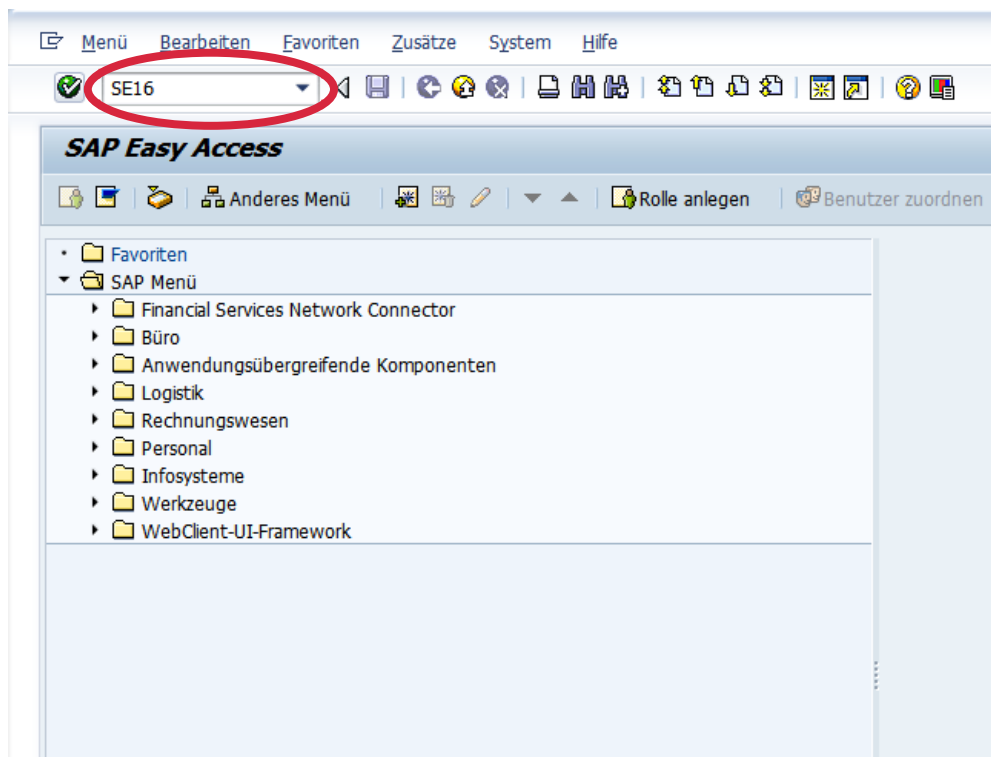 Menü Bearbeiten Favoriten Zusätze System Hilfe
SE16
SAP Easy Access
Anderes Menü Rolle anlegen Benutzer zuordnen
Favoriten
SAP Menü
Financial Services Network Connector
Büro
Anwendungsübergreifende Komponenten
Logistik
Rechnungswesen
Personal
Infosysteme
Werkzeuge
WebClient-UI-Framework